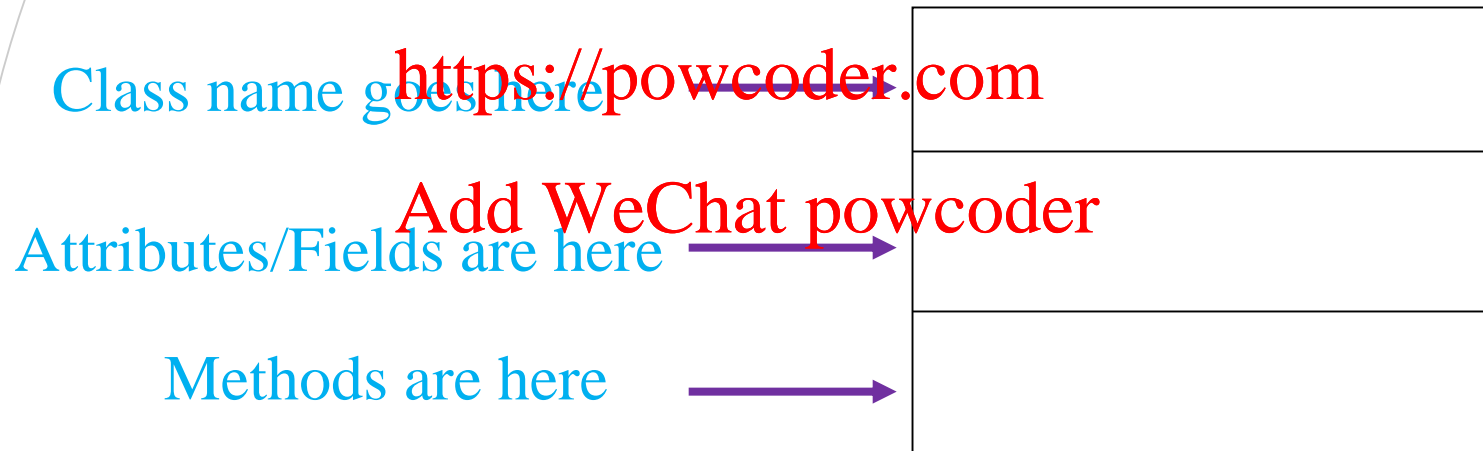 https://powcoder.com
Class name goes here
Add WeChat powcoder
Attributes/Fields are here
Methods are here